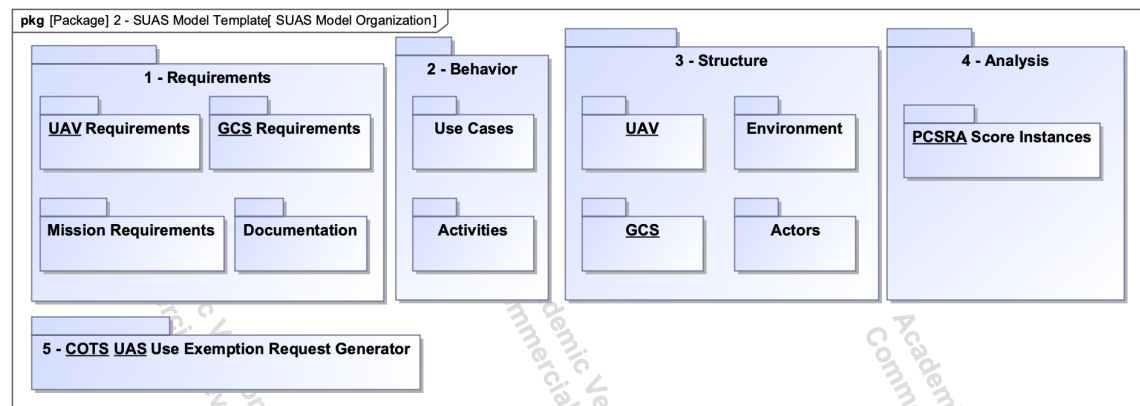 pkg [Package] 2 - SUAS Model Template[ SUAS Model Organization]
1 - Requirements
UAV Requirements
GCS Requirements
Mission Requirements
Documentation
2 - Behavior
Use Cases
Activities
3 - Structure
UAV
Environment
GCS
Actors
4 - Analysis
PCSRA Score Instances
5 - COTS UAS Use Exemption Request Generator